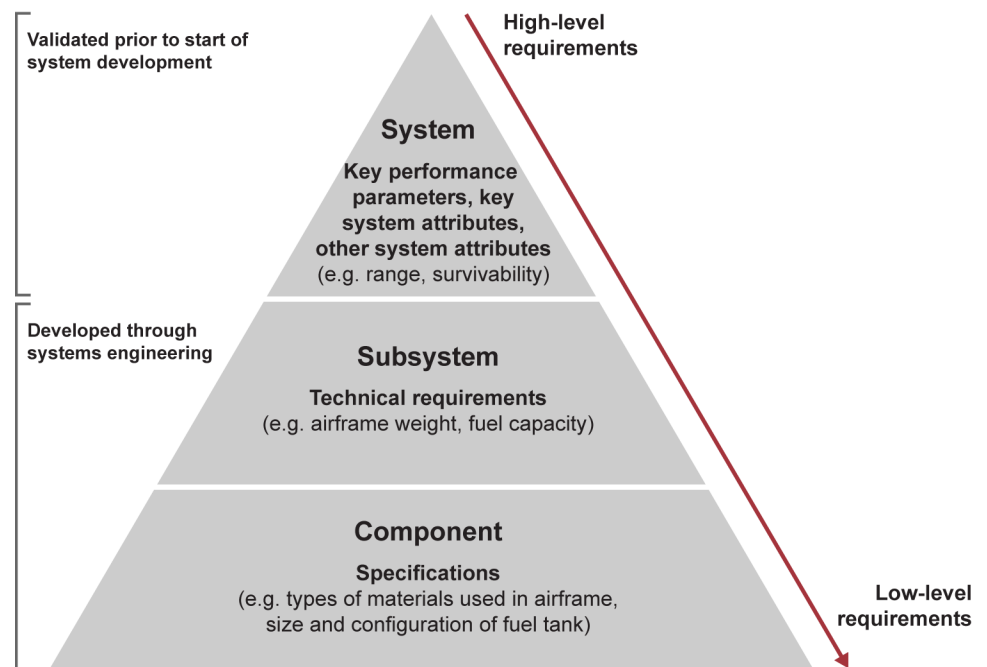 Validated prior to start of
system development
High-level
requirements
System
Key performance
parameters, key
system attributes,
other system attributes
(e.g. range, survivability)
Developed through
systems engineering
Subsystem
Technical requirements
(e.g. airframe weight, fuel capacity)
Component
Specifications
(e.g. types of materials used in airframe,
size and configuration of fuel tank)
Low-level
requirements